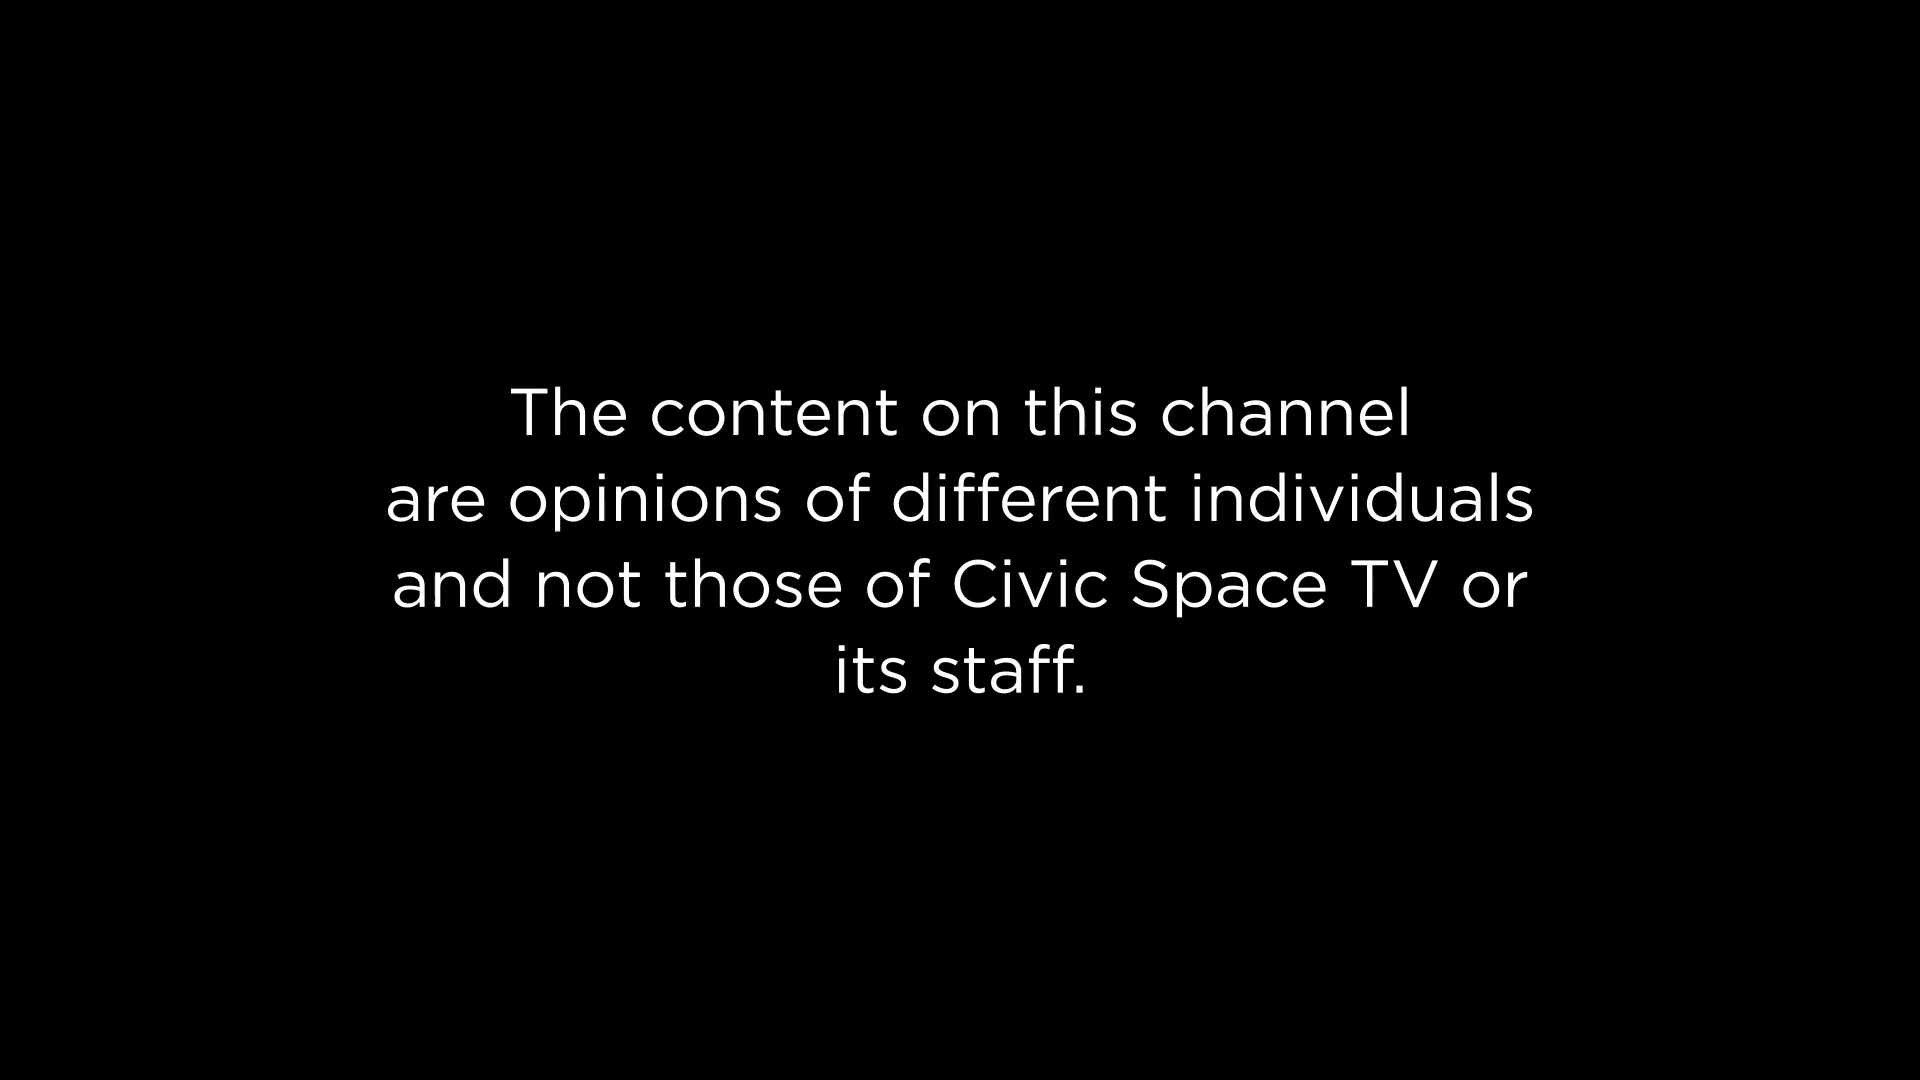 The content on this channel
are opinions of different individuals
and not those of Civic Space TV or
its staff.